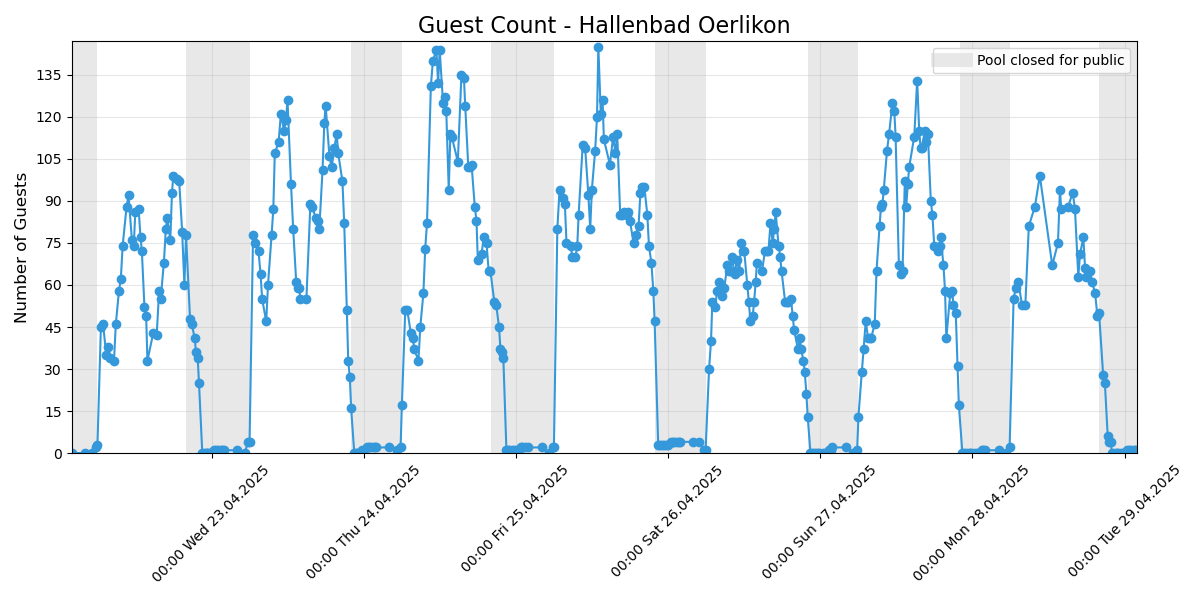 Guest Count - Hallenbad Oerlikon
Pool closed for public
Number of Guests
135
120
105
90
75
60
45
30
15
0
00:00 Wed 23.04.2025
00:00 Thu 24.04.2025
00:00 Fri 25.04.2025
00:00 Sat 26.04.2025
00:00 Sun 27.04.2025
00:00 Mon 28.04.2025
00:00 Tue 29.04.2025